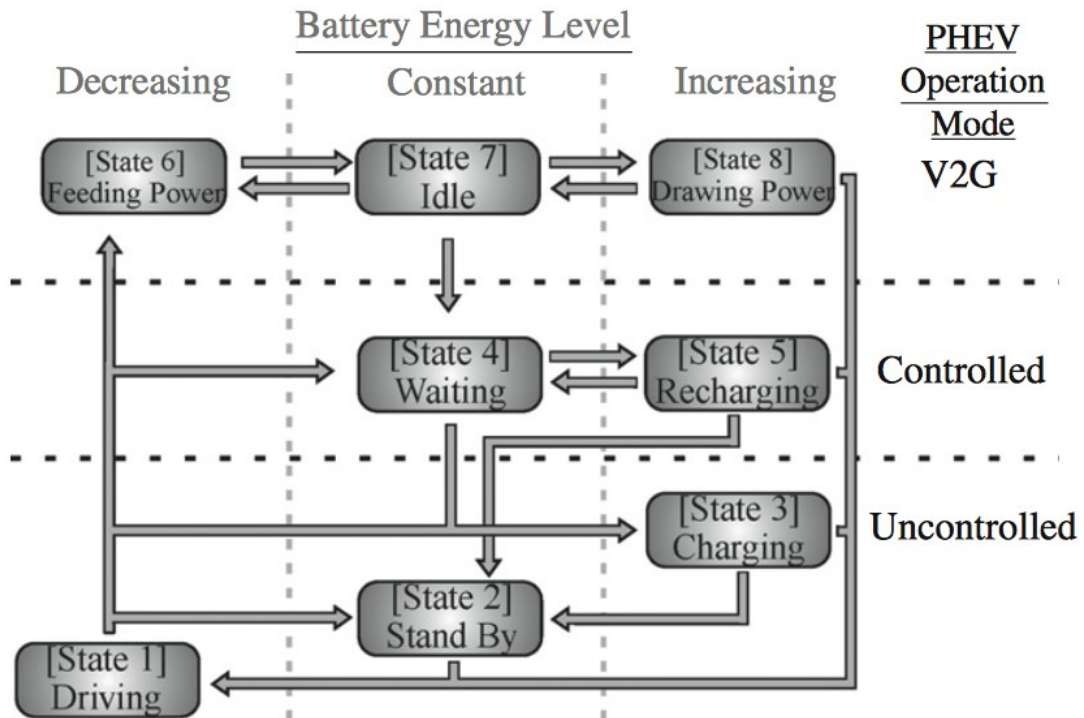 Battery Energy Level
PHEV
Operation
Mode
Decreasing
Constant
Increasing
[State 6]
Feeding Power
[State 7]
Idle
[State 8]
Drawing Power
V2G
[State 4]
Waiting
[State 5]
Recharging
Controlled
[State 3]
Charging
Uncontrolled
[State 2]
Stand By
[State 1]
Driving